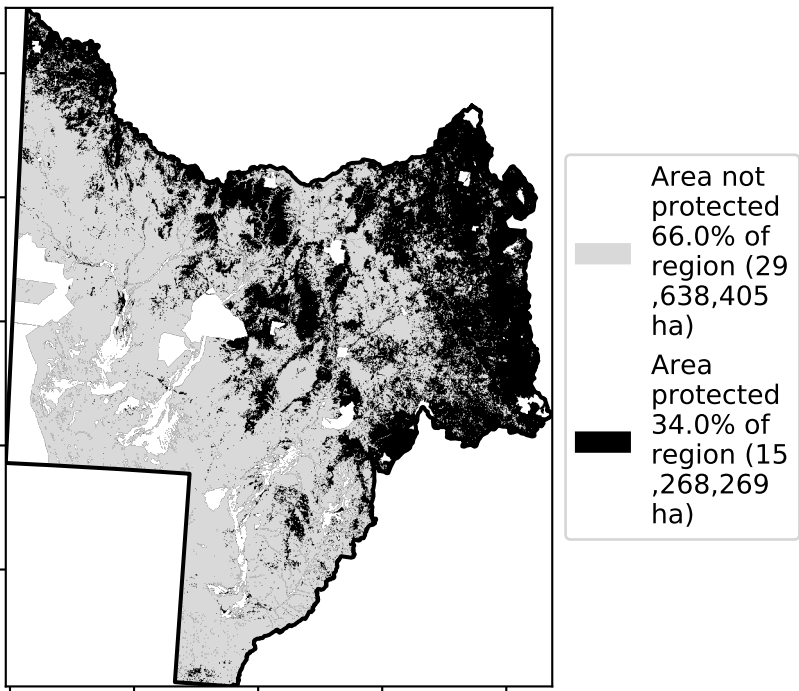 Area not
protected
66.0% of
region (29
,638,405
ha)
Area
protected
34.0% of
region (15
,268,269
ha)